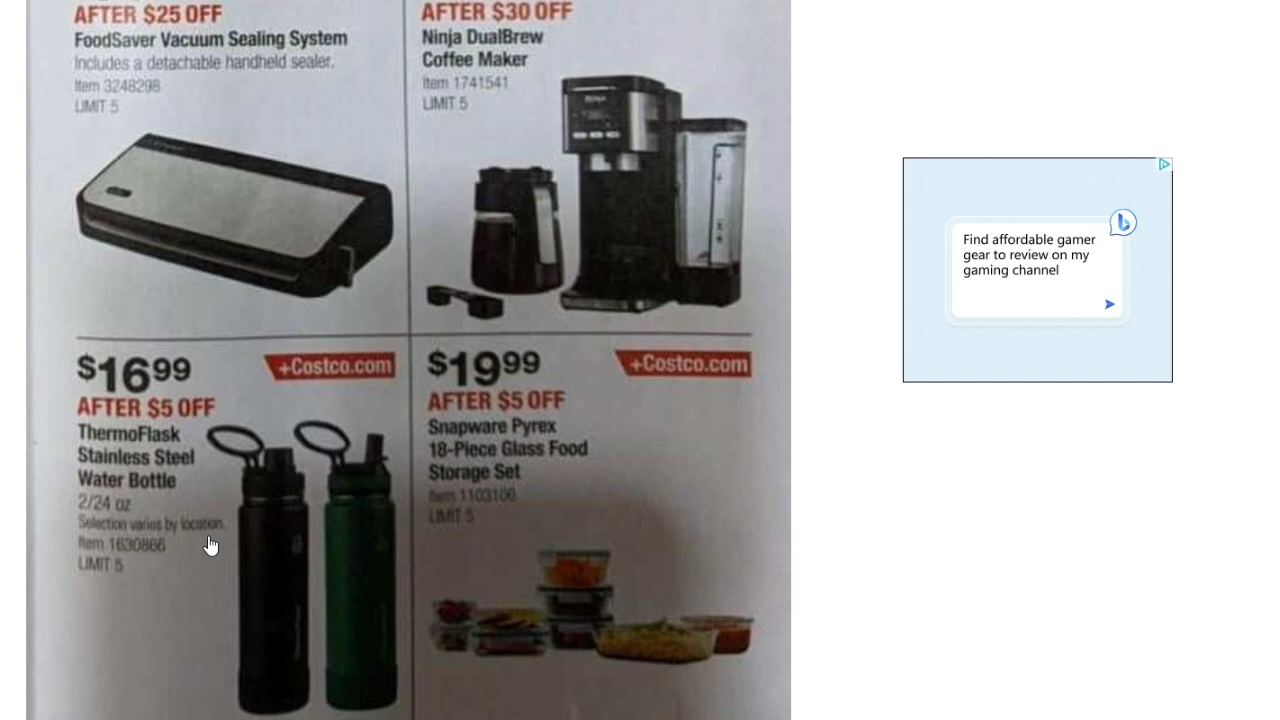 AFTER $25 OFF
FoodSaver Vacuum Sealing System
Includes a detachable handheld sealer.
Item 3248298
LIMIT 5
AFTER $30 OFF
Ninja DualBrew
Coffee Maker
Item 1741541
LIMIT 5
$16.99
+Costco.com
AFTER $5 OFF
ThermoFlask
Stainless Steel
Water Bottle
2/24 oz
Selection varies by location.
Item 1630866
LIMIT 5
$19.99
+Costco.com
AFTER $5 OFF
Snapware Pyrex
18-Piece Glass Food
Storage Set
Item 1103106
LIMIT 5
Find affordable gamer
gear to review on my
gaming channel